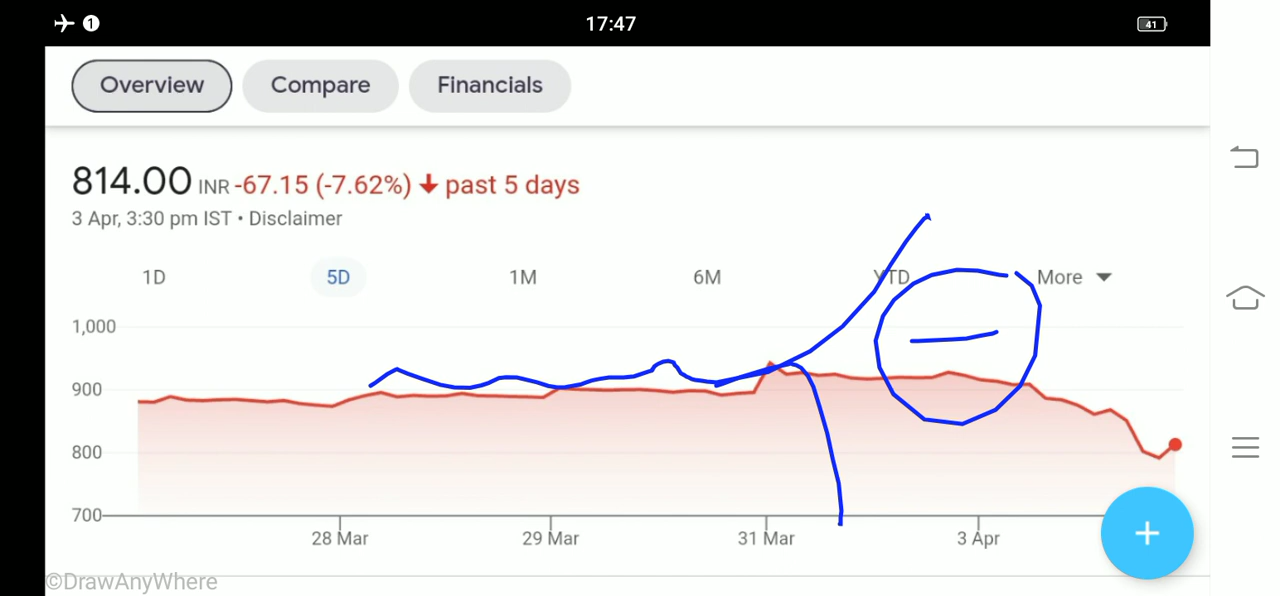 1 17:47 41
Overview Compare Financials
814.00 INR -67.15 (-7.62%) ↓ past 5 days
3 Apr, 3:30 pm IST • Disclaimer
1D 5D 1M 6M YTD More
1,000
900
800
700
28 Mar 29 Mar 31 Mar 3 Apr
+
©DrawAnyWhere